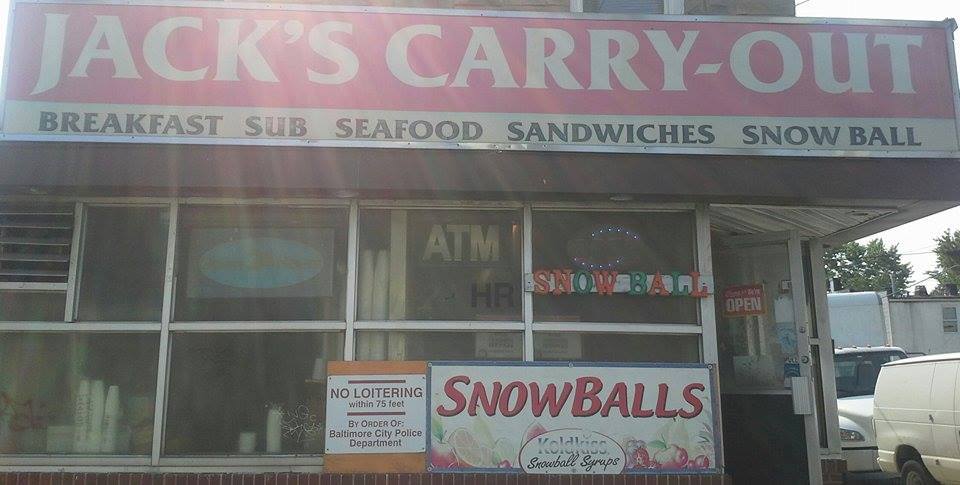 JACK'S CARRY-OUT
BREAKFAST SUB SEAFOOD SANDWICHES SNOW BALL
ATM
HR
SNOW BALL
OPEN
NO LOITERING
within 75 feet
BY ORDER OF:
Baltimore City Police
Department
SNOWBALLS
Koldkiss
Snowball Syrups